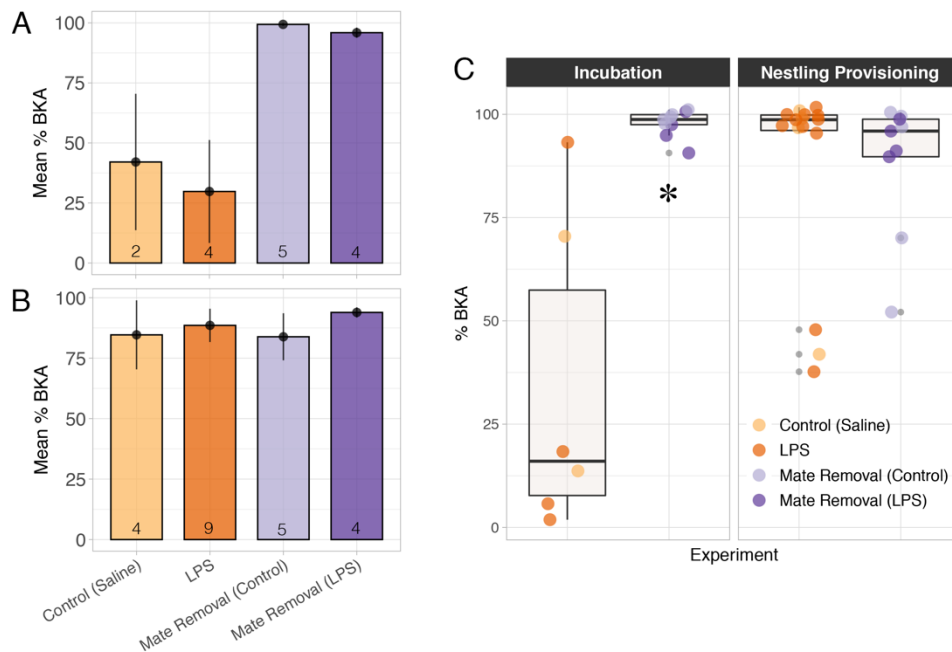 A
100
75
50
25
0
Mean % BKA
2
4
5
4
B
100
75
50
25
0
Mean % BKA
4
9
5
4
Control (Saline)
LPS
Mate Removal (Control)
Mate Removal (LPS)
C
Incubation
Nestling Provisioning
100
75
50
25
0
% BKA
*
Control (Saline)
LPS
Mate Removal (Control)
Mate Removal (LPS)
Experiment